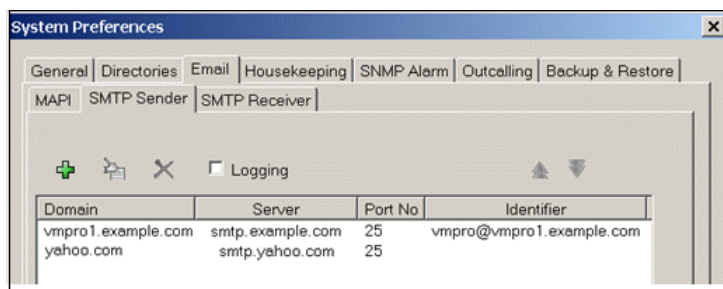 System Preferences
General Directories Email Housekeeping SNMP Alarm Outcalling Backup & Restore
MAPI SMTP Sender SMTP Receiver
Logging
Domain Server Port No Identifier
vmpro1.example.com smtp.example.com 25 vmpro@vmpro1.example.com
yahoo.com smtp.yahoo.com 25